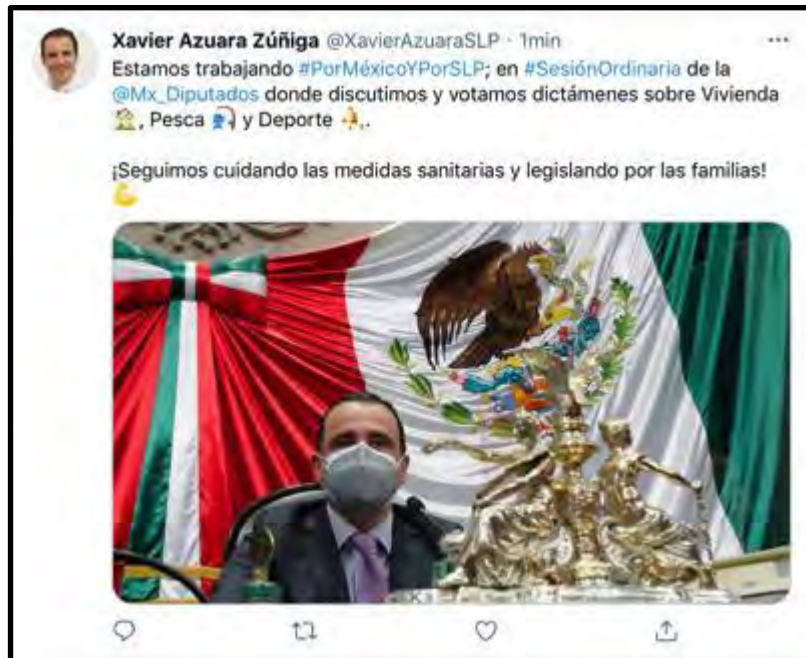 Xavier Azuara Zúñiga @XavierAzuaraSLP · 1min
Estamos trabajando #PorMéxicoYPorSLP; en #SesiónOrdinaria de la
@Mx_Diputados donde discutimos y votamos dictámenes sobre Vivienda
🏡, Pesca 🎣 y Deporte ⛹️,.
¡Seguimos cuidando las medidas sanitarias y legislando por las familias!
💪